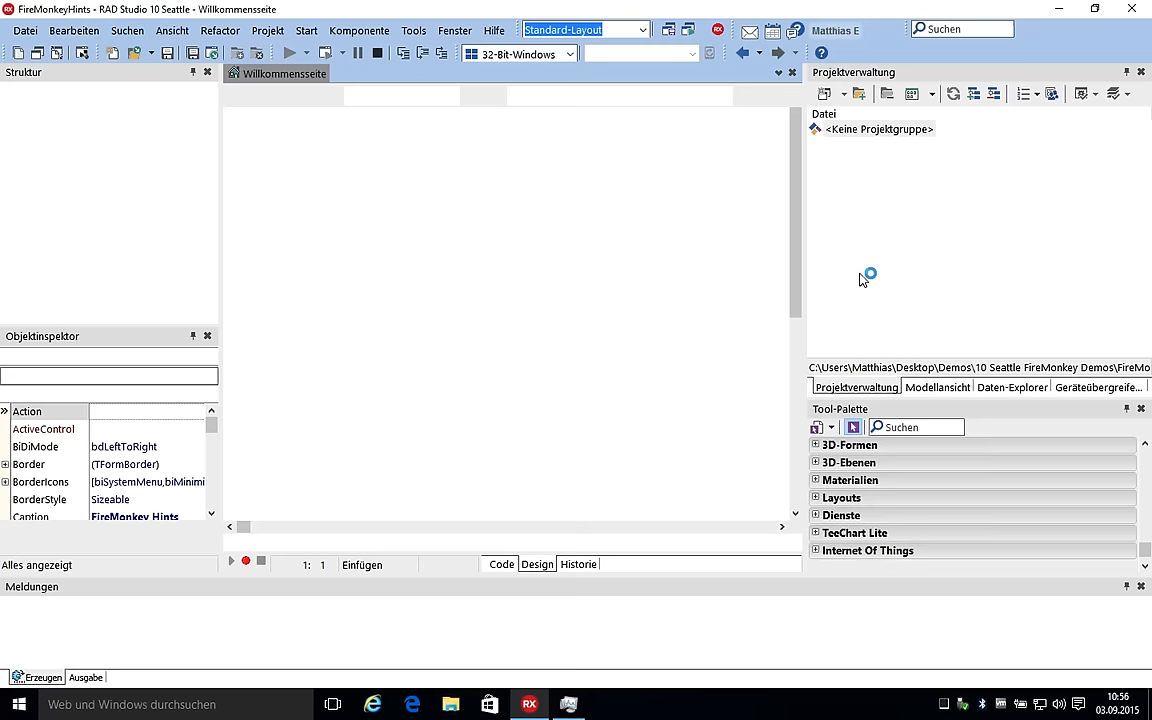 FireMonkeyHints - RAD Studio 10 Seattle - Willkommensseite
Datei Bearbeiten Suchen Ansicht Refactor Projekt Start Komponente Tools Fenster Hilfe Standard-Layout Matthias E Suchen
32-Bit-Windows
Struktur
Willkommensseite
Projektverwaltung
Datei
<Keine Projektgruppe>
Objektinspektor
Action
ActiveControl
BiDiMode bdLeftToRight
Border (TFormBorder)
BorderIcons [biSystemMenu,biMinimi
BorderStyle Sizeable
Caption FireMonkey Hints
Alles angezeigt
1: 1 Einfügen
Code Design Historie
C:\Users\Matthias\Desktop\Demos\10 Seattle FireMonkey Demos\FireMo
Projektverwaltung Modellansicht Daten-Explorer Geräteübergreife...
Tool-Palette
Suchen
3D-Formen
3D-Ebenen
Materialien
Layouts
Dienste
TeeChart Lite
Internet Of Things
Meldungen
Erzeugen Ausgabe
Web und Windows durchsuchen
RX
10:56
03.09.2015